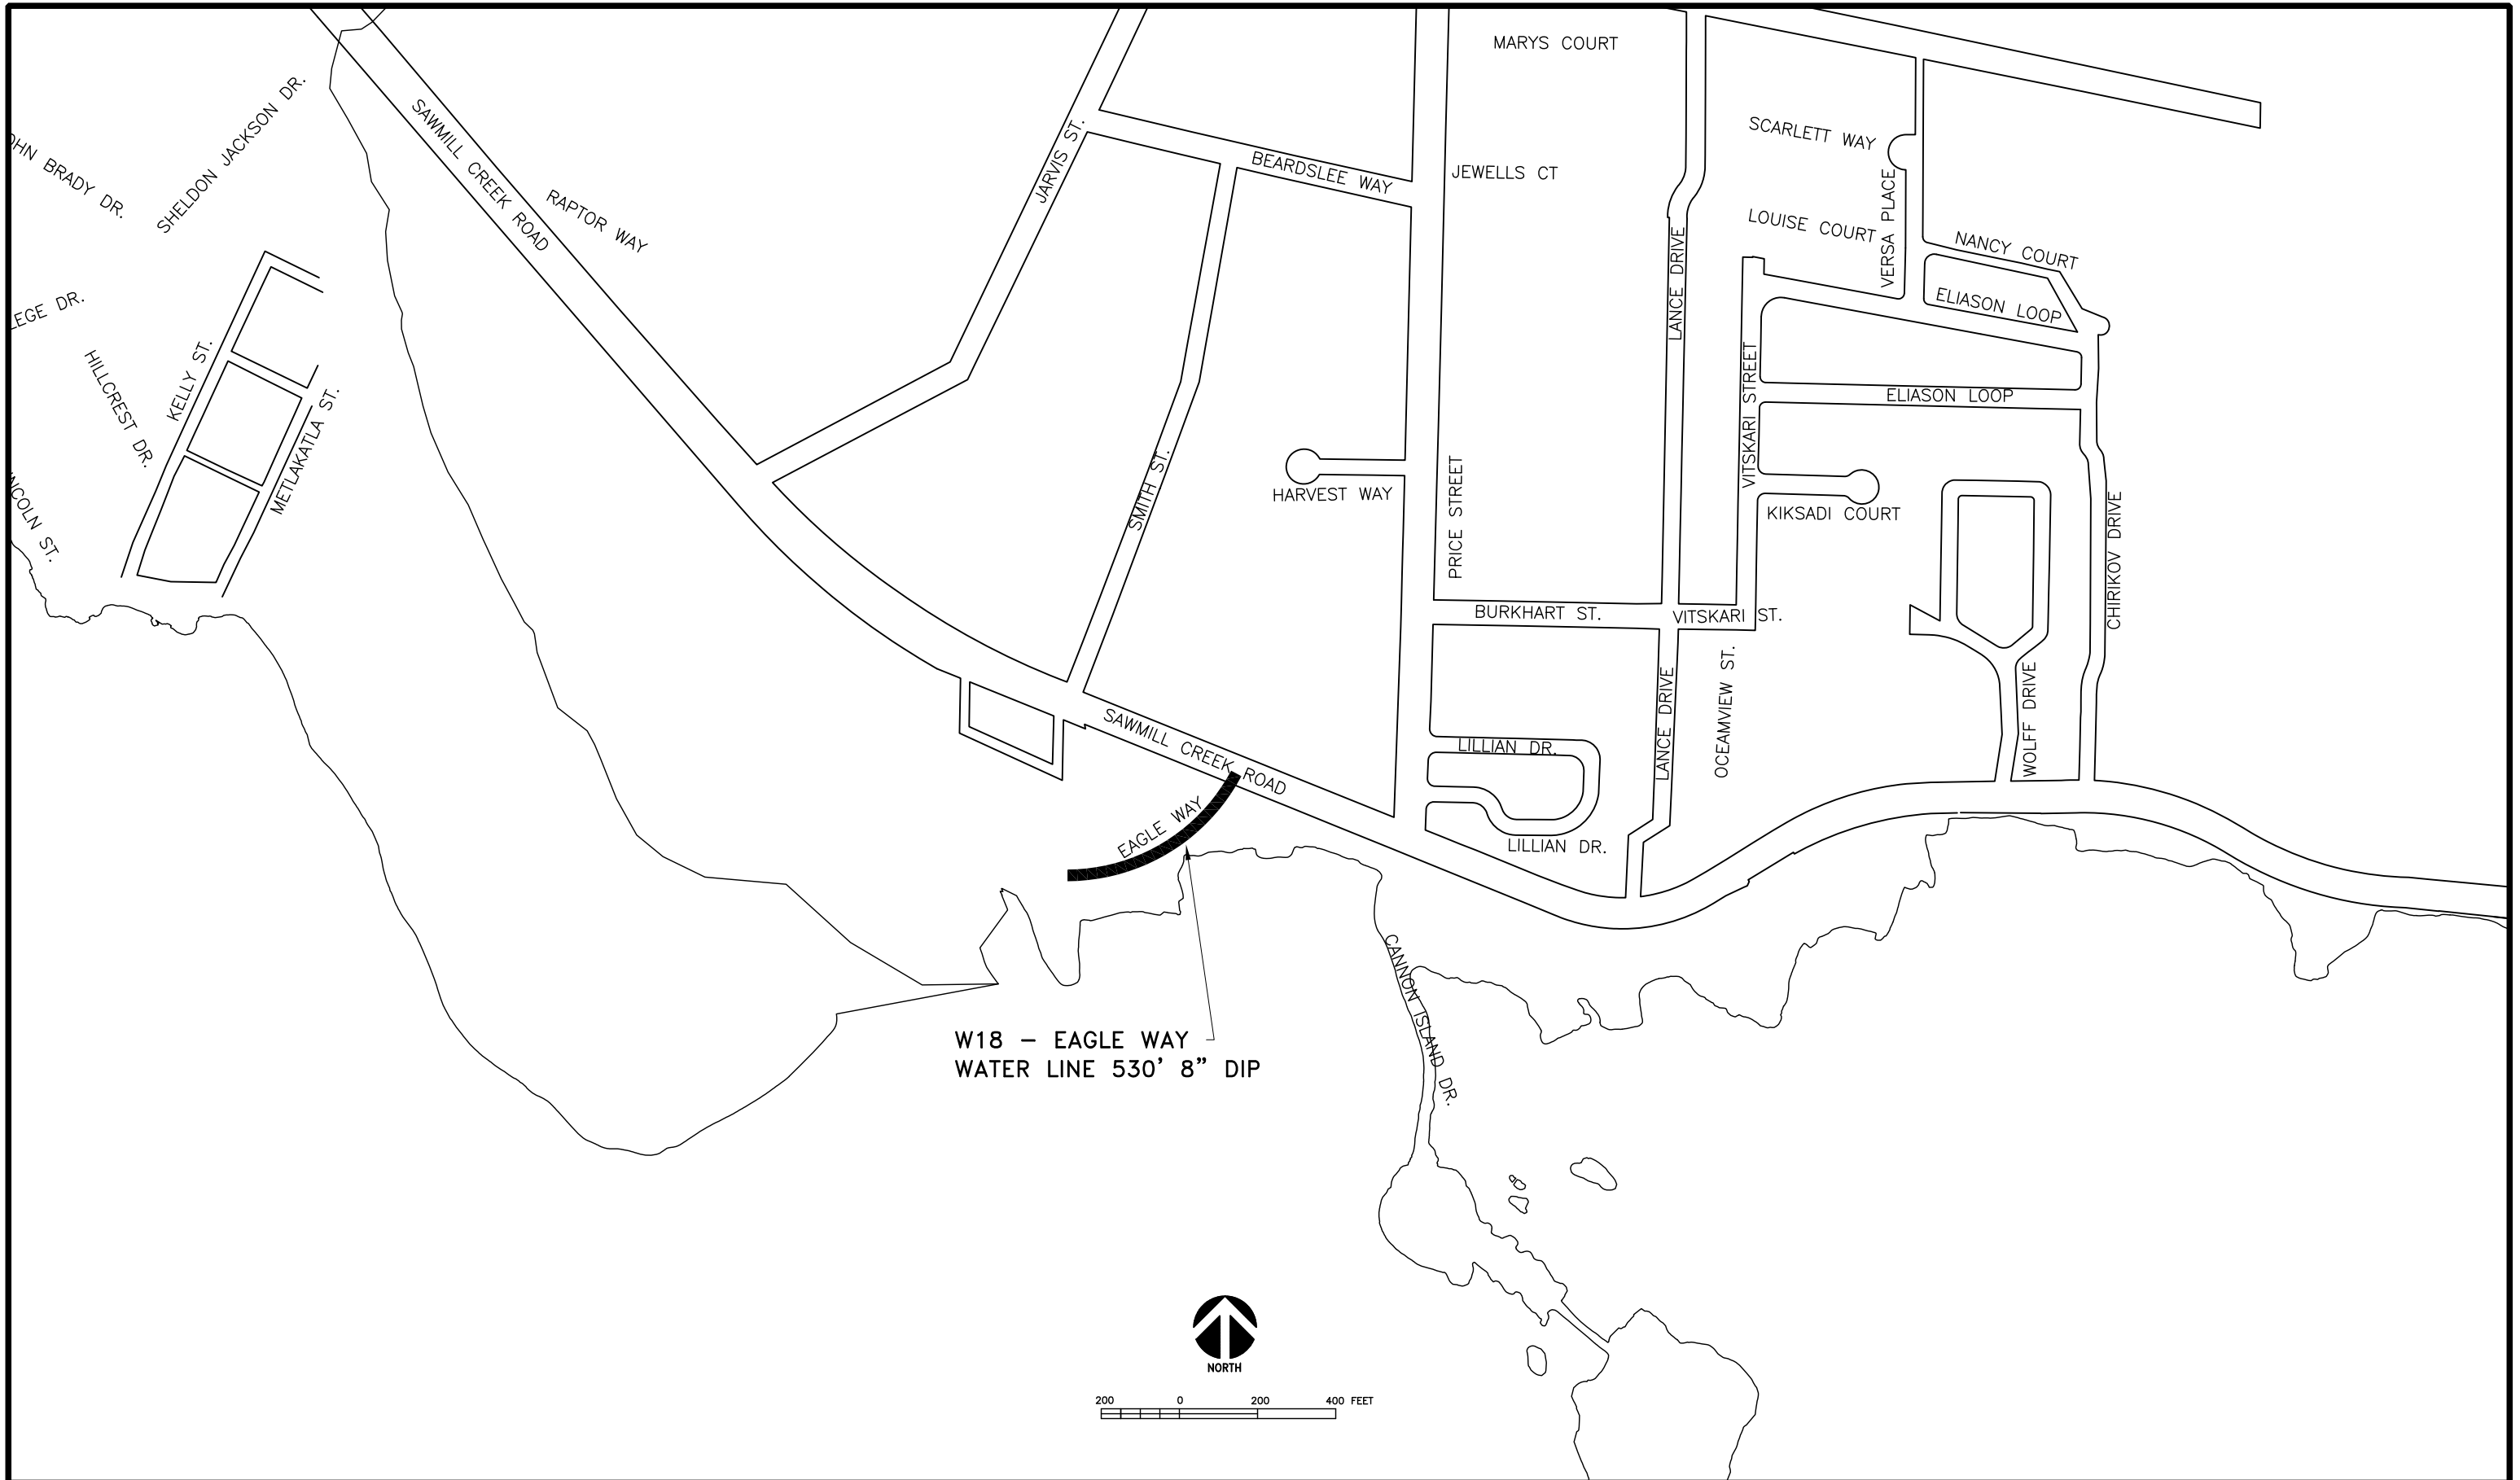 MARYS COURT
SCARLETT WAY
JEWELLS CT
BEARDSLEE WAY
JARVIS ST.
SAWMILL CREEK ROAD
RAPTOR WAY
SHELDON JACKSON DR.
OHN BRADY DR.
LEGE DR.
HILLCREST DR.
KELLY ST.
METLAKATLA ST.
NCOLN ST.
VERSA PLACE
LOUISE COURT
NANCY COURT
ELIASON LOOP
LANCE DRIVE
VITSKARI STREET
ELIASON LOOP
SMITH ST.
HARVEST WAY
PRICE STREET
KIKSADI COURT
CHIRIKOV DRIVE
BURKHART ST.
VITSKARI ST.
OCEAMVIEW ST.
LANCE DRIVE
WOLFF DRIVE
SAWMILL CREEK ROAD
LILLIAN DR.
EAGLE WAY
LILLIAN DR.
CANNON ISLAND DR.
W18 – EAGLE WAY
WATER LINE 530' 8” DIP
NORTH
200 0 200 400 FEET